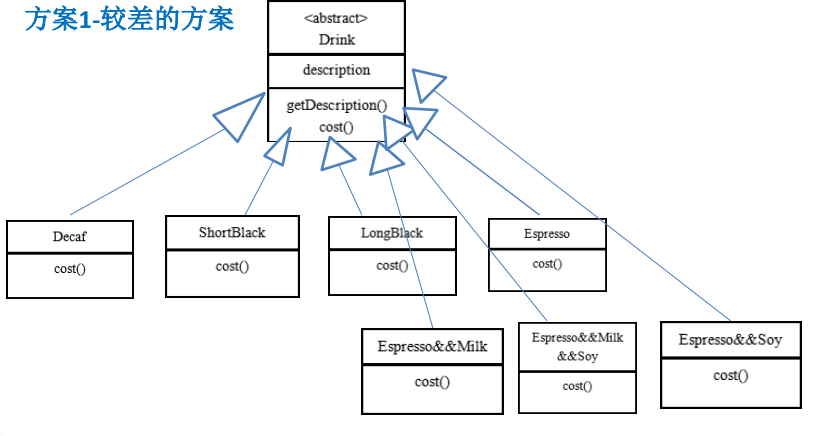 方案1-较差的方案
<abstract>
Drink
description
getDescription()
cost()
Decaf
cost()
ShortBlack
cost()
LongBlack
cost()
Espresso
cost()
Espresso&&Milk
cost()
Espresso&&Milk
&&Soy
cost()
Espresso&&Soy
cost()